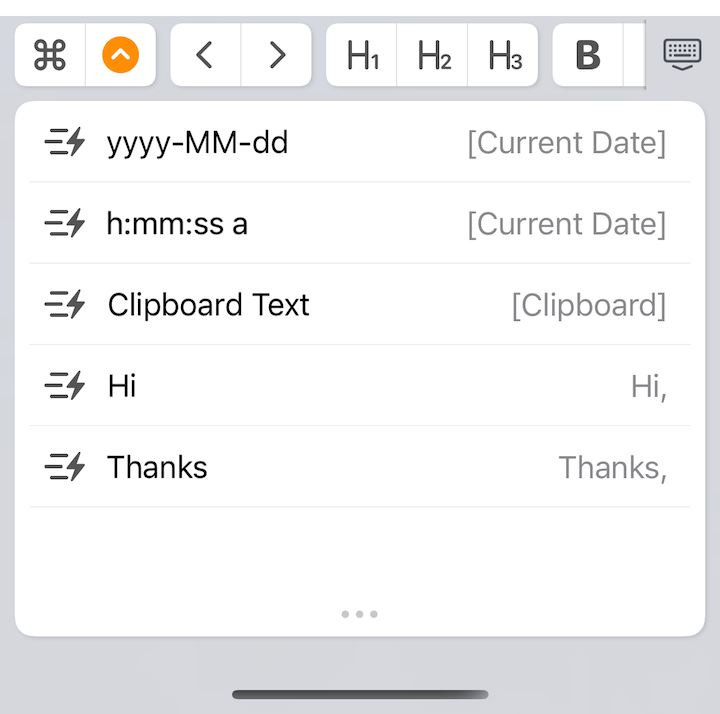 H1 H2 H3 B
yyyy-MM-dd [Current Date]
h:mm:ss a [Current Date]
Clipboard Text [Clipboard]
Hi Hi,
Thanks Thanks,